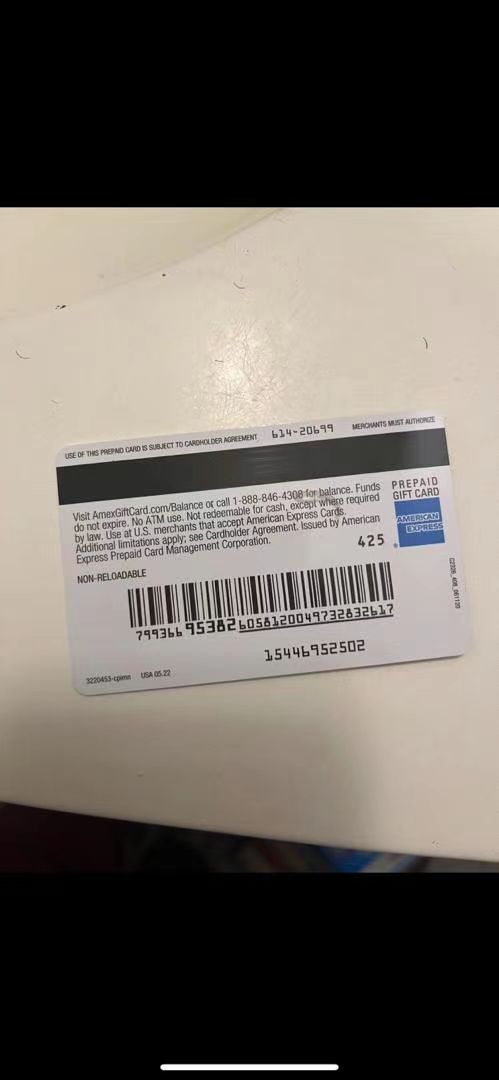 USE OF THIS PREPAID CARD IS SUBJECT TO CARDHOLDER AGREEMENT 614-20699 MERCHANTS MUST AUTHORIZE
Visit AmexGiftCard.com/Balance or call 1-888-846-4308 for balance. Funds
do not expire. No ATM use. Not redeemable for cash, except where required
by law. Use at U.S. merchants that accept American Express Cards.
Additional limitations apply; see Cardholder Agreement. Issued by American
Express Prepaid Card Management Corporation.
PREPAID
GIFT CARD
AMERICAN
EXPRESS
®
425
NON-RELOADABLE
799366 95382 6058120049732832617
15446952502
3220453-cpimn USA 05.22